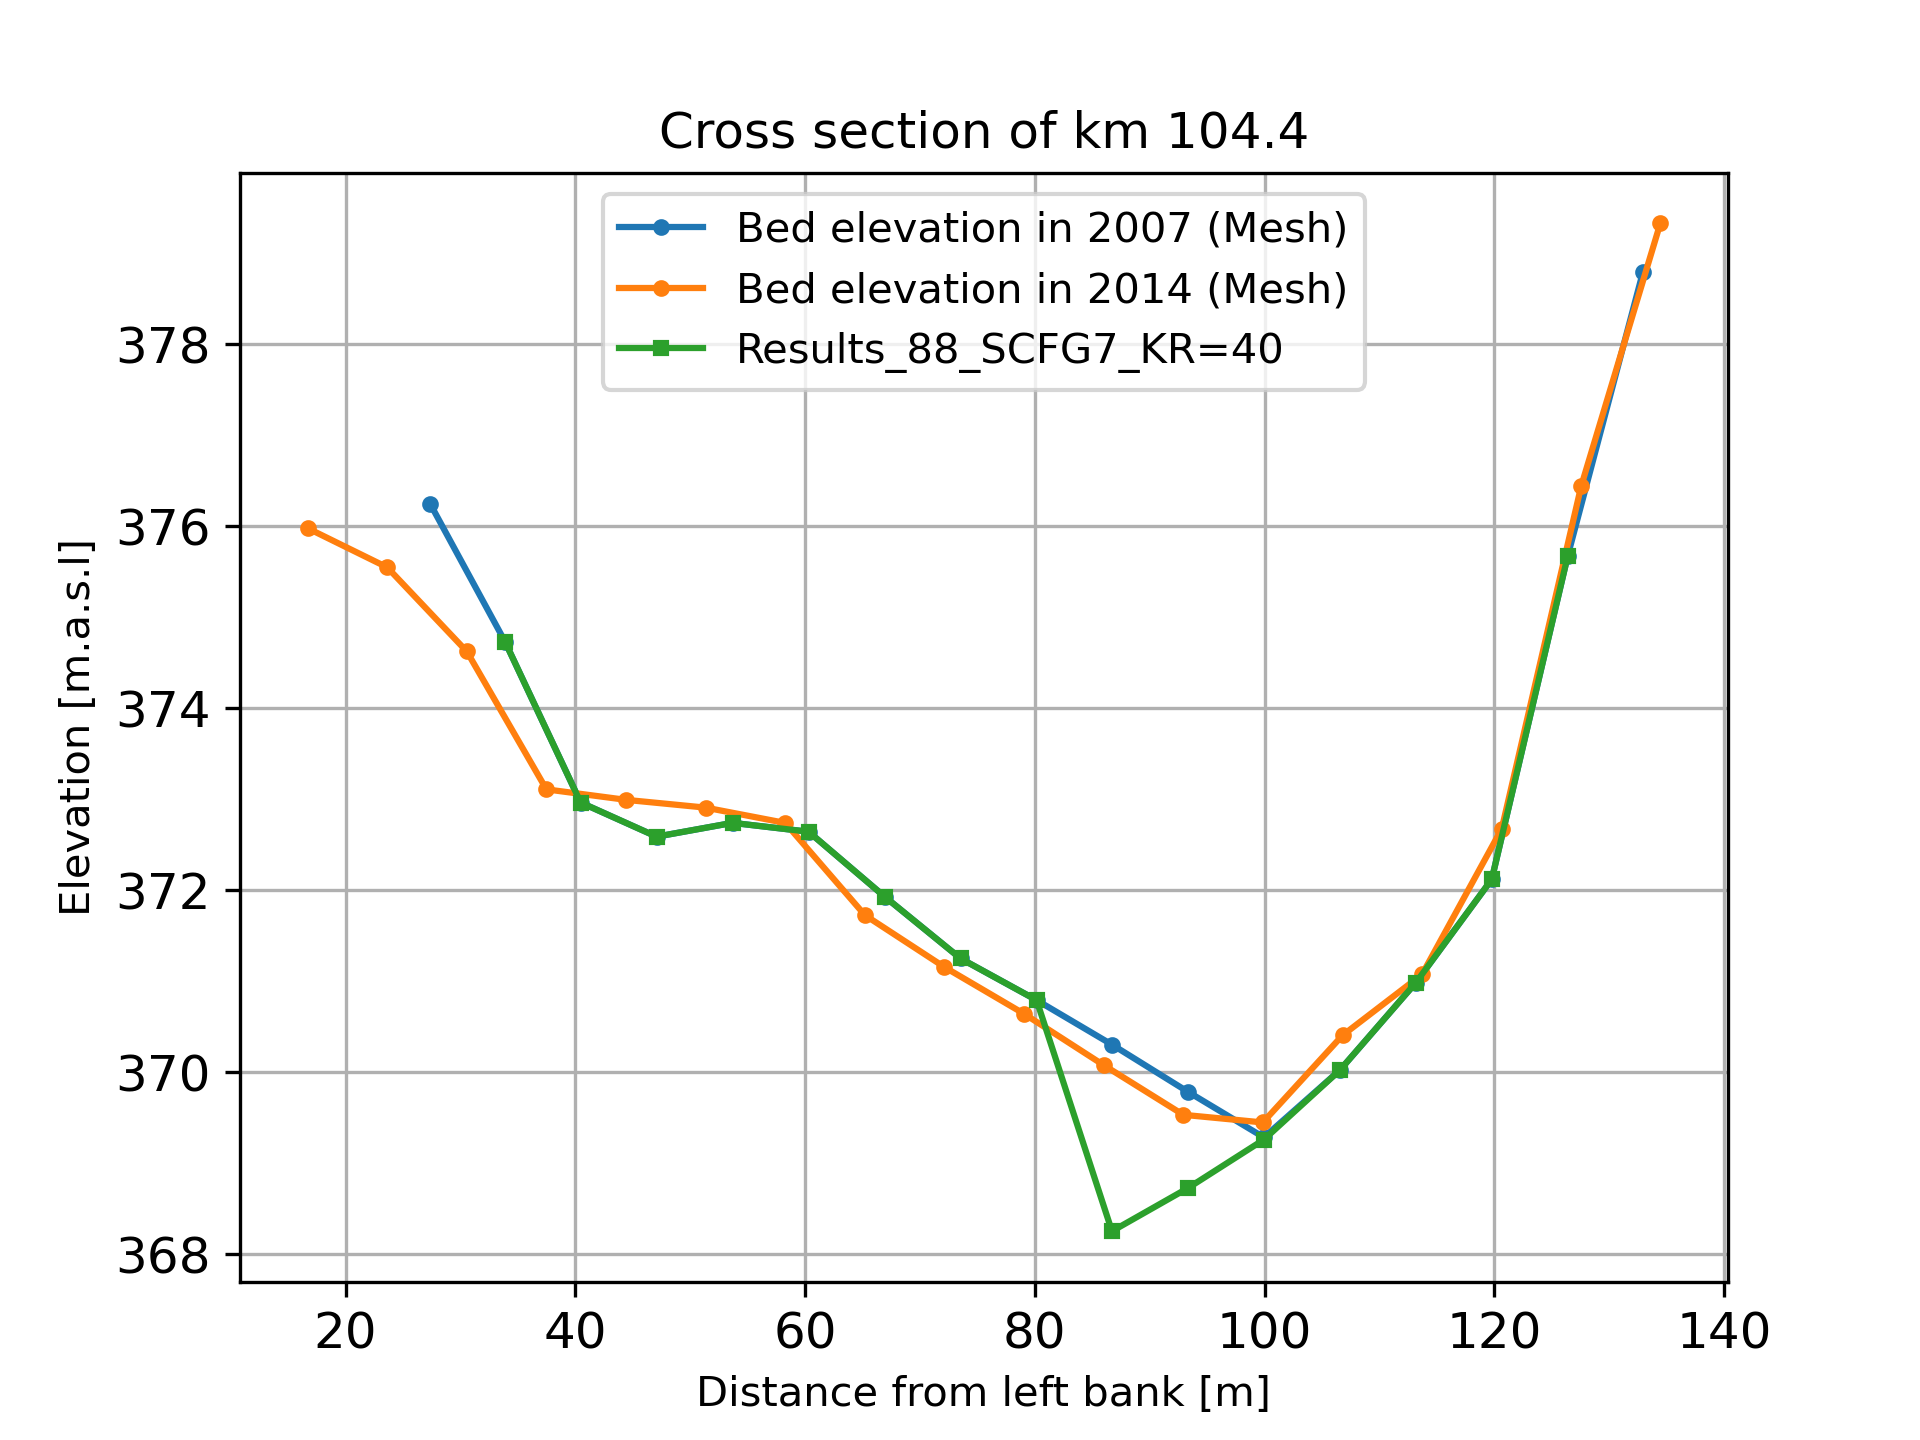 Cross section of km 104.4
Bed elevation in 2007 (Mesh)
Bed elevation in 2014 (Mesh)
Results_88_SCFG7_KR=40
378
376
374
372
370
368
Elevation [m.a.s.l]
20 40 60 80 100 120 140
Distance from left bank [m]